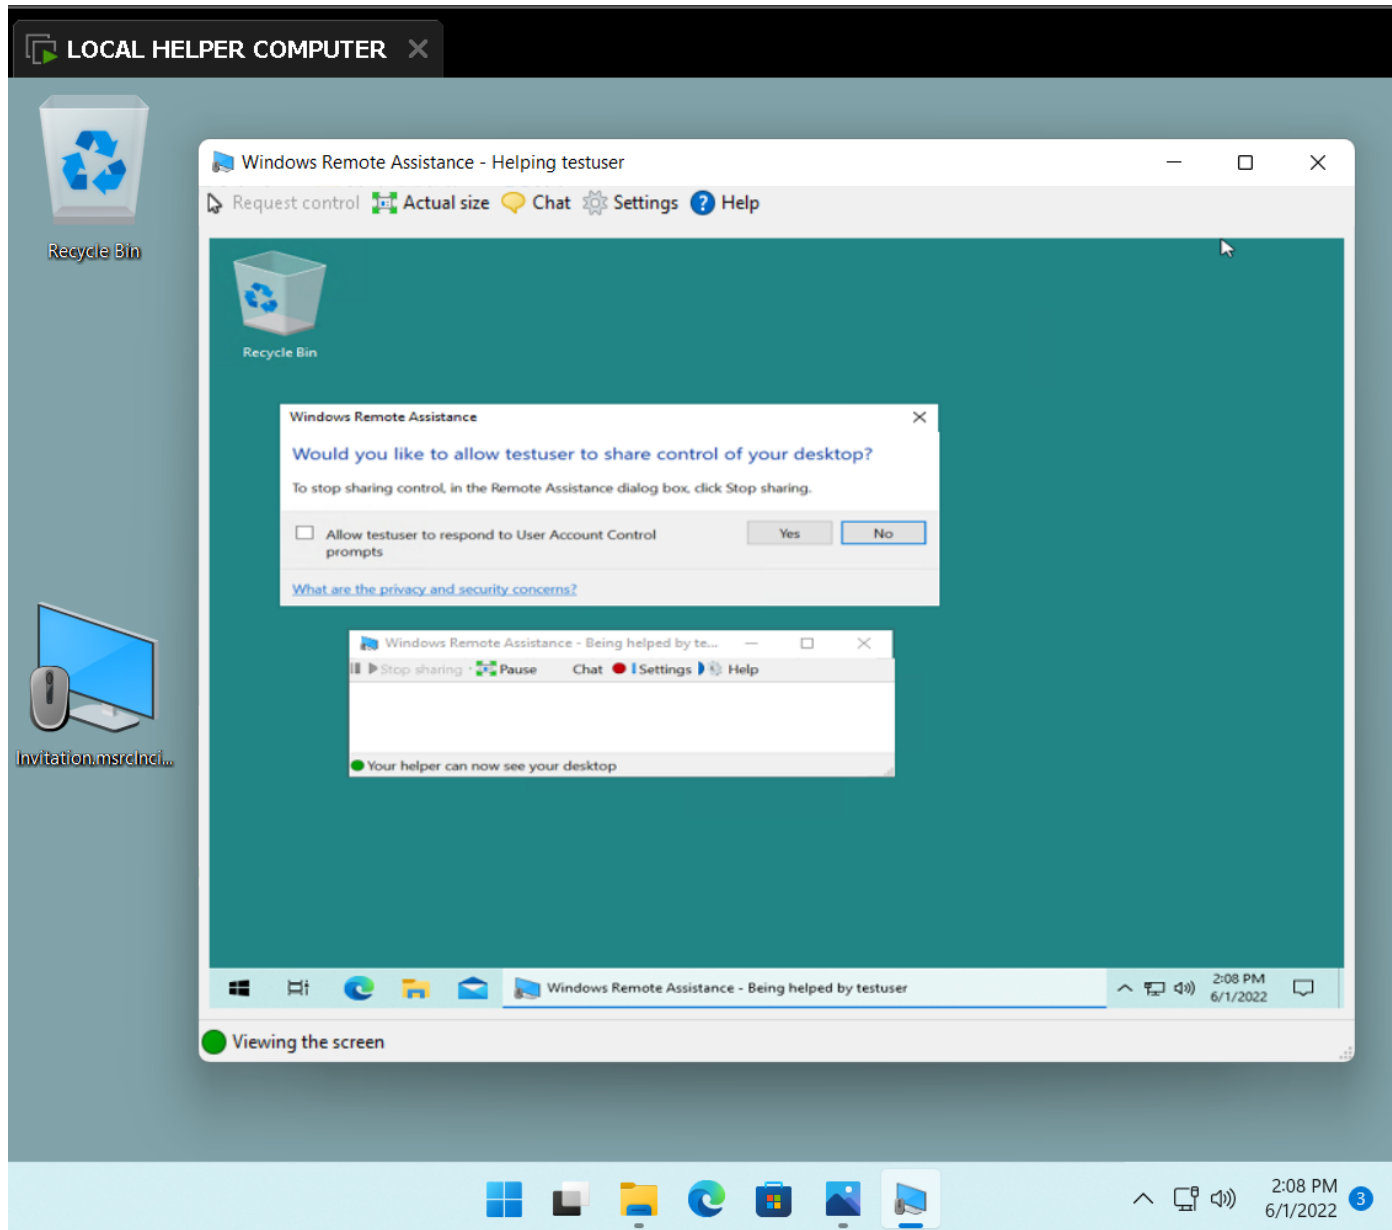 LOCAL HELPER COMPUTER
Recycle Bin
Windows Remote Assistance - Helping testuser
Request control Actual size Chat Settings ? Help
Recycle Bin
Windows Remote Assistance
Would you like to allow testuser to share control of your desktop?
To stop sharing control, in the Remote Assistance dialog box, click Stop sharing.
Allow testuser to respond to User Account Control
prompts
Yes No
What are the privacy and security concerns?
Windows Remote Assistance - Being helped by te...
Stop sharing Pause Chat Settings Help
Your helper can now see your desktop
Invitation.msrcInci...
Windows Remote Assistance - Being helped by testuser
2:08 PM
6/1/2022
Viewing the screen
2:08 PM
6/1/2022
3